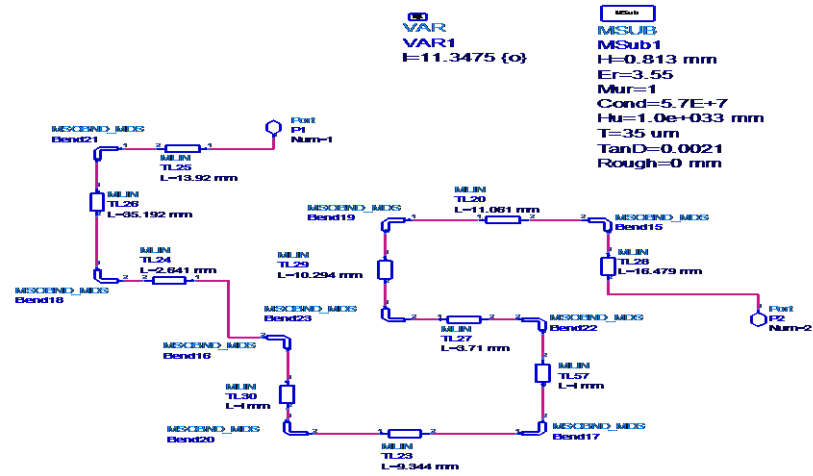 VAR
VAR1
l=11.3475 {o}
MSub
MSUB
MSub1
H=0.813 mm
Er=3.55
Mur=1
Cond=5.7E+7
Hu=1.0e+033 mm
T=35 um
TanD=0.0021
Rough=0 mm
Port
P1
Num=1
MSOBND_MDS
Bend21
MLIN
TL25
L=13.92 mm
MLIN
TL26
L=35.192 mm
MLIN
TL24
L=2.641 mm
MSOBND_MDS
Bend18
MSOBND_MDS
Bend23
MSOBND_MDS
Bend16
MLIN
TL30
L=l mm
MSOBND_MDS
Bend20
MLIN
TL23
L=9.344 mm
MSOBND_MDS
Bend17
MLIN
TL57
L=l mm
MSOBND_MDS
Bend22
MLIN
TL27
L=3.71 mm
MLIN
TL29
L=10.294 mm
MSOBND_MDS
Bend19
MLIN
TL20
L=11.061 mm
MSOBND_MDS
Bend15
MLIN
TL28
L=16.479 mm
Port
P2
Num=2